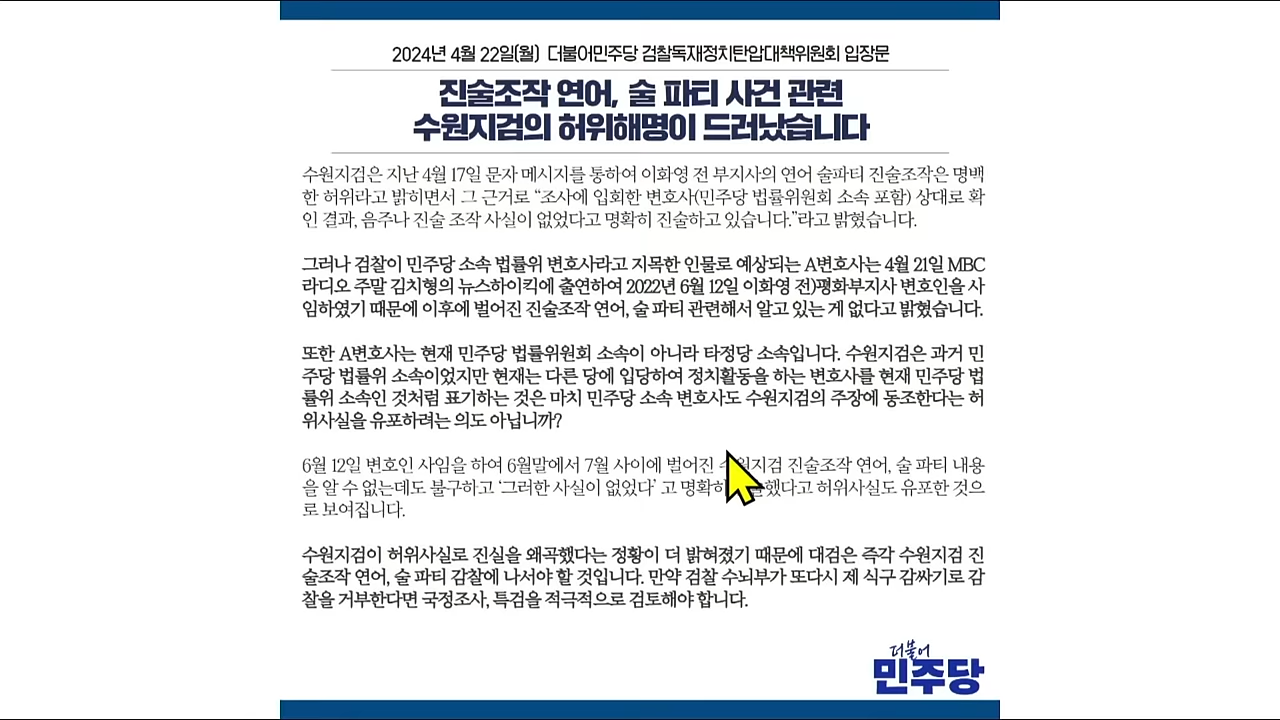 2024년 4월 22일(월) 더불어민주당 검찰독재정치탄압대책위원회 입장문
진술조작 연어, 술 파티 사건 관련
수원지검의 허위해명이 드러났습니다
수원지검은 지난 4월 17일 문자 메시지를 통하여 이화영 전 부지사의 연어 술파티 진술조작은 명백
한 허위라고 밝히면서 그 근거로 “조사에 입회한 변호사(민주당 법률위원회 소속 포함) 상대로 확
인 결과, 음주나 진술 조작 사실이 없었다고 명확히 진술하고 있습니다.”라고 밝혔습니다.
그러나 검찰이 민주당 소속 법률위 변호사라고 지목한 인물로 예상되는 A변호사는 4월 21일 MBC
라디오 주말 김치형의 뉴스하이킥에 출연하여 2022년 6월 12일 이화영 전)평화부지사 변호인을 사
임하였기 때문에 이후에 벌어진 진술조작 연어, 술 파티 관련해서 알고 있는 게 없다고 밝혔습니다.
또한 A변호사는 현재 민주당 법률위원회 소속이 아니라 타정당 소속입니다. 수원지검은 과거 민
주당 법률위 소속이었지만 현재는 다른 당에 입당하여 정치활동을 하는 변호사를 현재 민주당 법
률위 소속인 것처럼 표기하는 것은 마치 민주당 소속 변호사도 수원지검의 주장에 동조한다는 허
위사실을 유포하려는 의도 아닙니까?
6월 12일 변호인 사임을 하여 6월말에서 7월 사이에 벌어진 수원지검 진술조작 연어, 술 파티 내용
을 알 수 없는데도 불구하고 ‘그러한 사실이 없었다’ 고 명확히 했다고 허위사실도 유포한 것으
로 보여집니다.
수원지검이 허위사실로 진실을 왜곡했다는 정황이 더 밝혀졌기 때문에 대검은 즉각 수원지검 진
술조작 연어, 술 파티 감찰에 나서야 할 것입니다. 만약 검찰 수뇌부가 또다시 제 식구 감싸기로 감
찰을 거부한다면 국정조사, 특검을 적극적으로 검토해야 합니다.
더불어
민주당